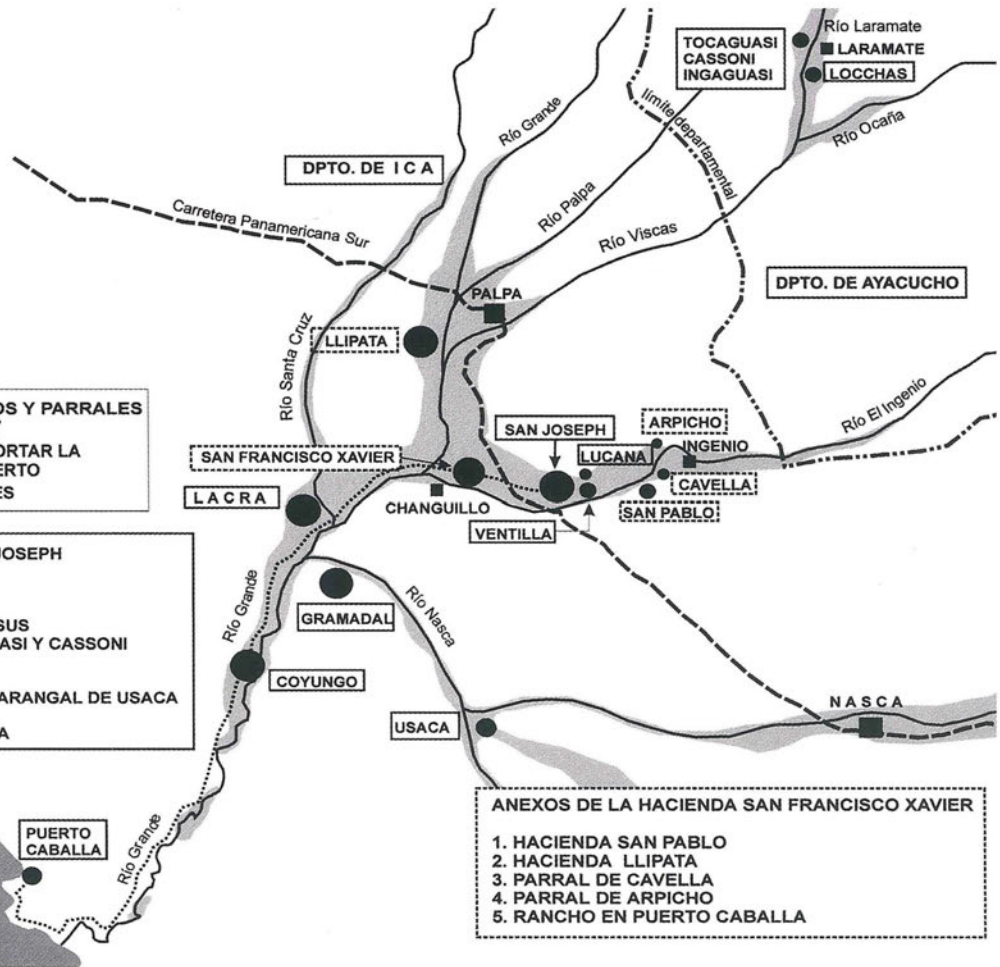 Río Laramate
TOCAGUASI
CASSONI
INGAGUASI
LARAMATE
LOCCHAS
Río Grande
límite departamental
Río Ocaña
DPTO. DE I C A
Río Palpa
Carretera Panamericana Sur
Río Viscas
DPTO. DE AYACUCHO
PALPA
LLIPATA
Río Santa Cruz
OS Y PARRALES
ORTAR LA
ERTO
ES
SAN JOSEPH
ARPICHO
Río El Ingenio
SAN FRANCISCO XAVIER
LUCANA
INGENIO
CAVELLA
L A C R A
CHANGUILLO
SAN PABLO
VENTILLA
JOSEPH
SUS
ASI Y CASSONI
ARANGAL DE USACA
A
Río Grande
GRAMADAL
Río Nasca
COYUNGO
USACA
N A S C A
PUERTO
CABALLA
Río Grande
ANEXOS DE LA HACIENDA SAN FRANCISCO XAVIER
1. HACIENDA SAN PABLO
2. HACIENDA LLIPATA
3. PARRAL DE CAVELLA
4. PARRAL DE ARPICHO
5. RANCHO EN PUERTO CABALLA